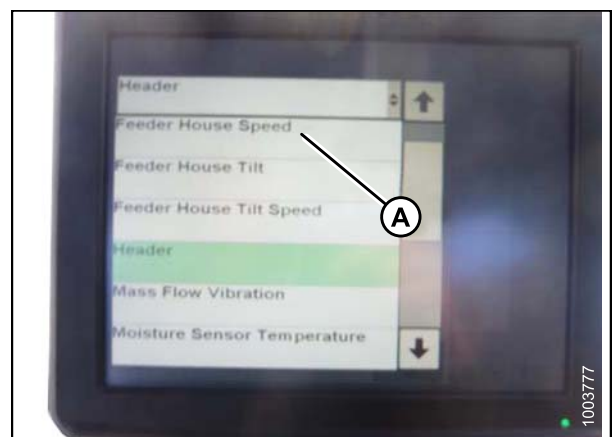 Header
Feeder House Speed
Feeder House Tilt
Feeder House Tilt Speed
A
Header
Mass Flow Vibration
Moisture Sensor Temperature
1003777